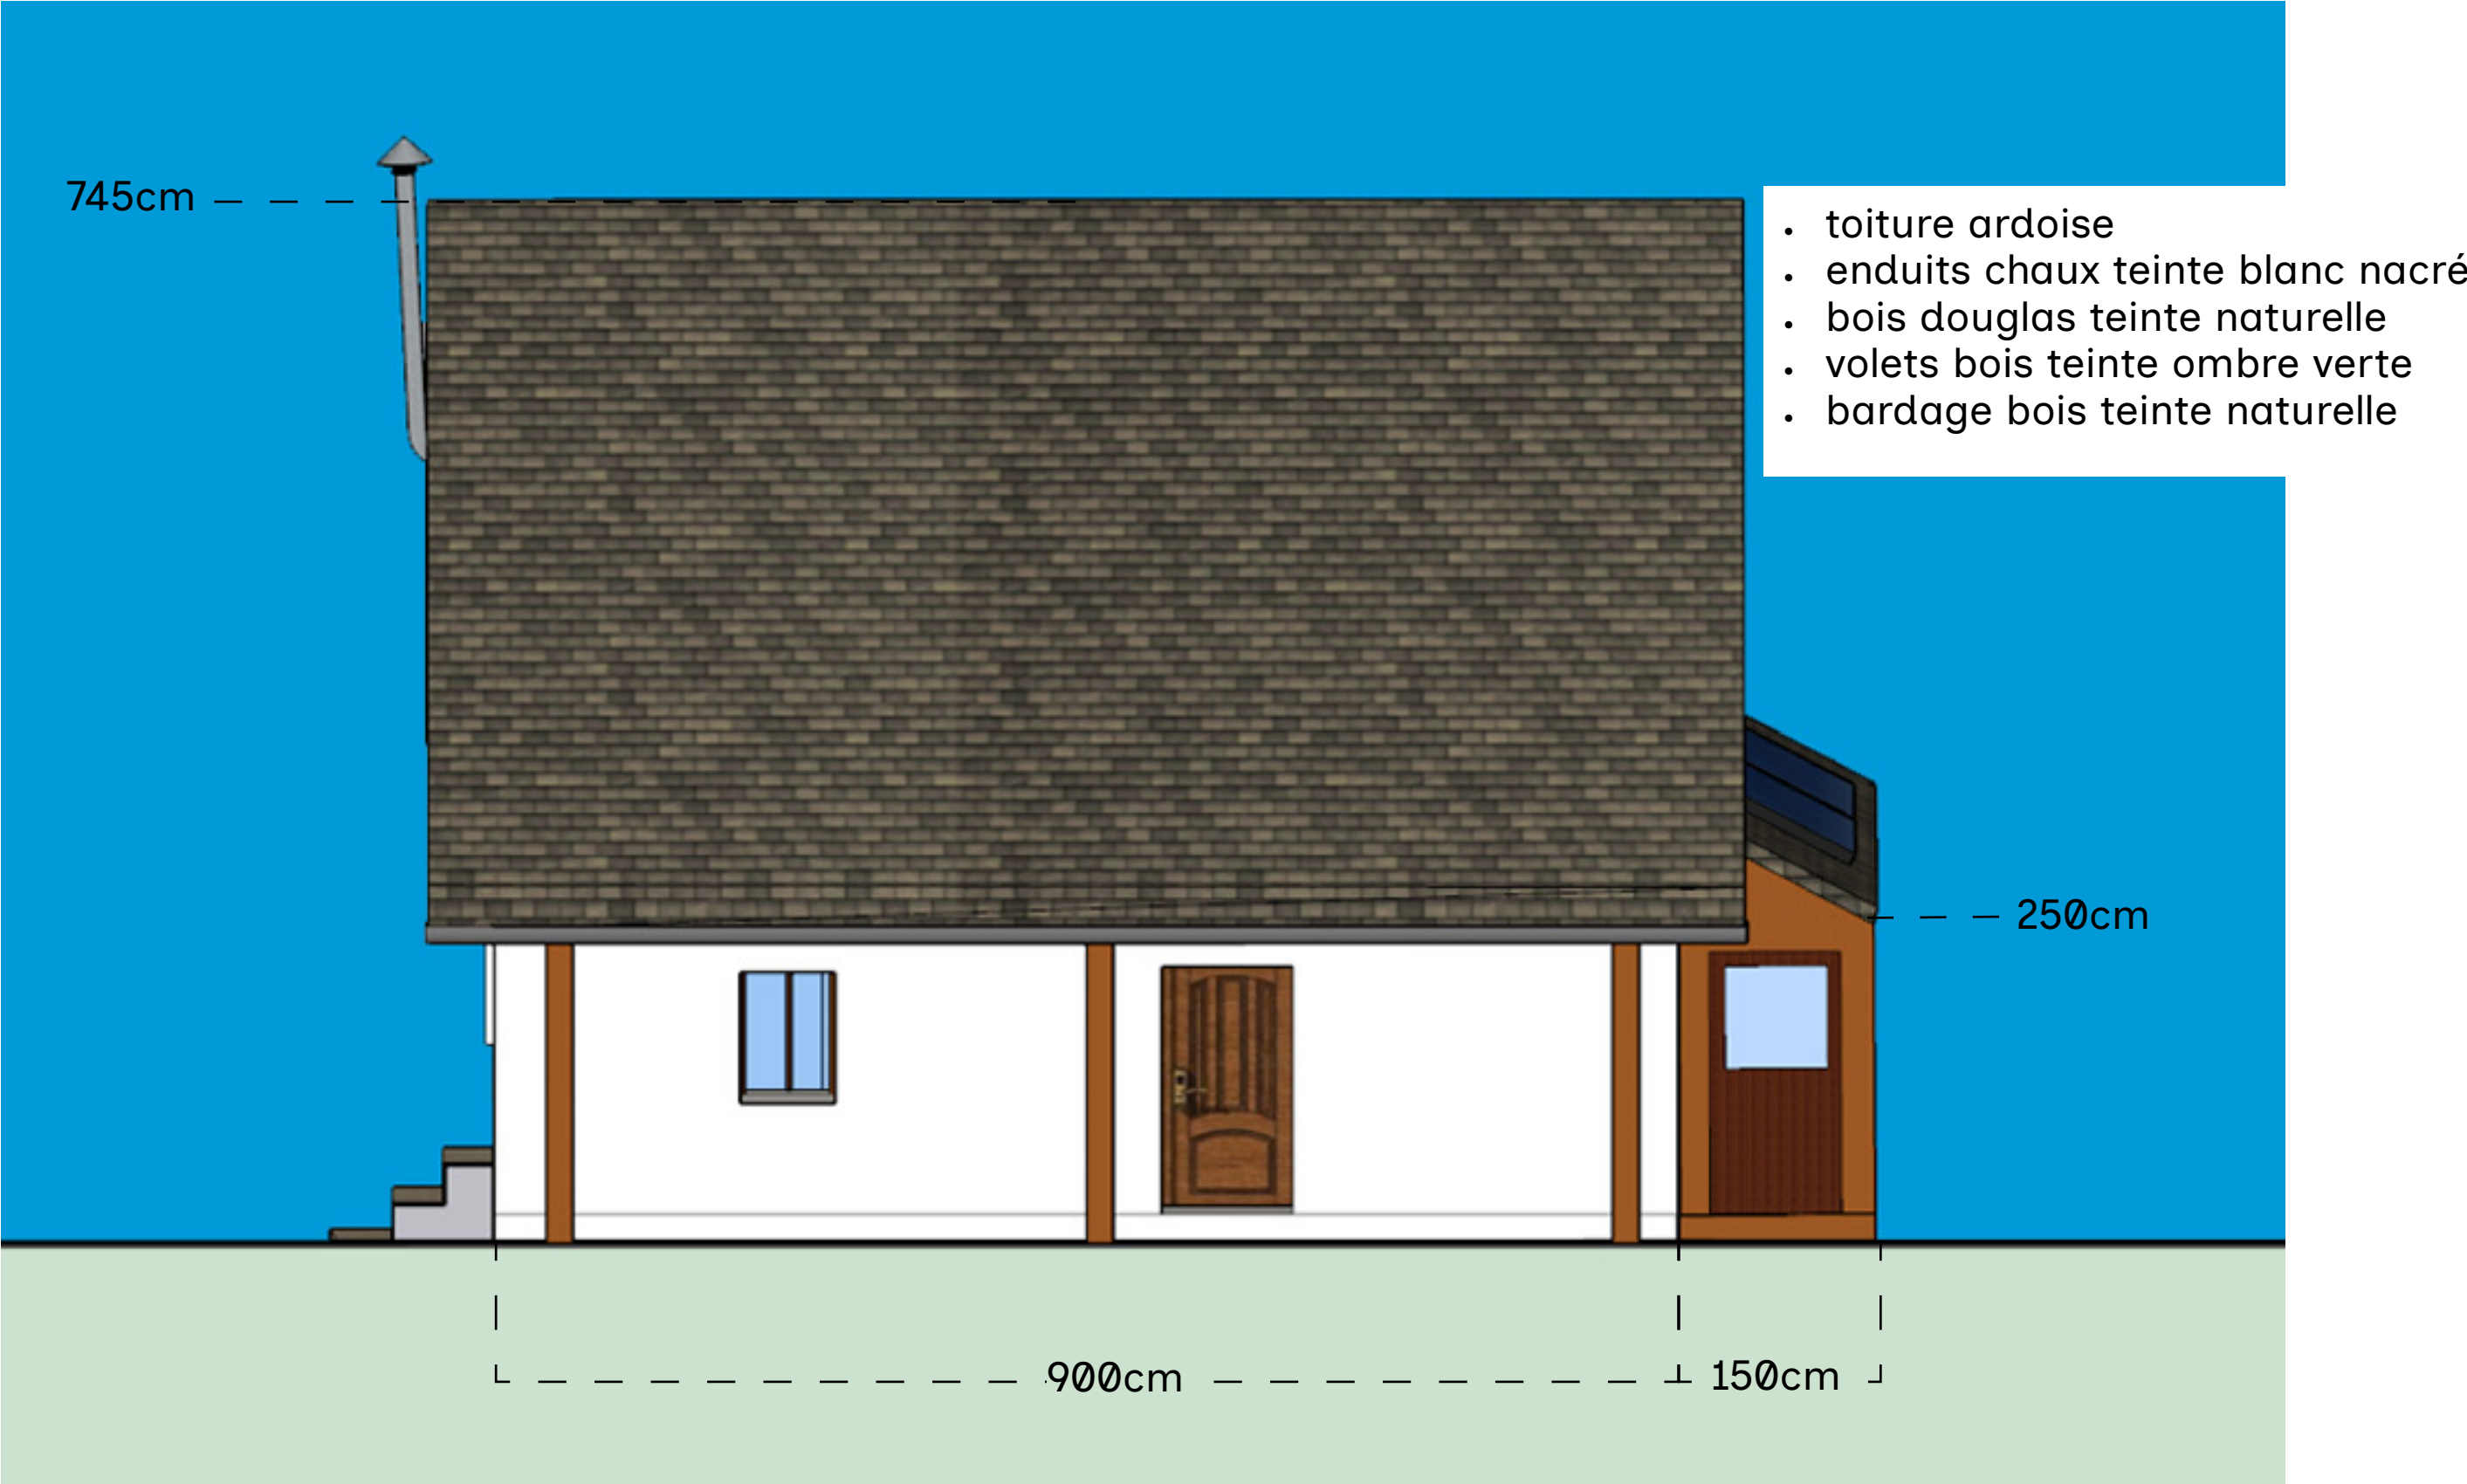 745cm
• toiture ardoise
• enduits chaux teinte blanc nacré
• bois douglas teinte naturelle
• volets bois teinte ombre verte
• bardage bois teinte naturelle
250cm
900cm
150cm